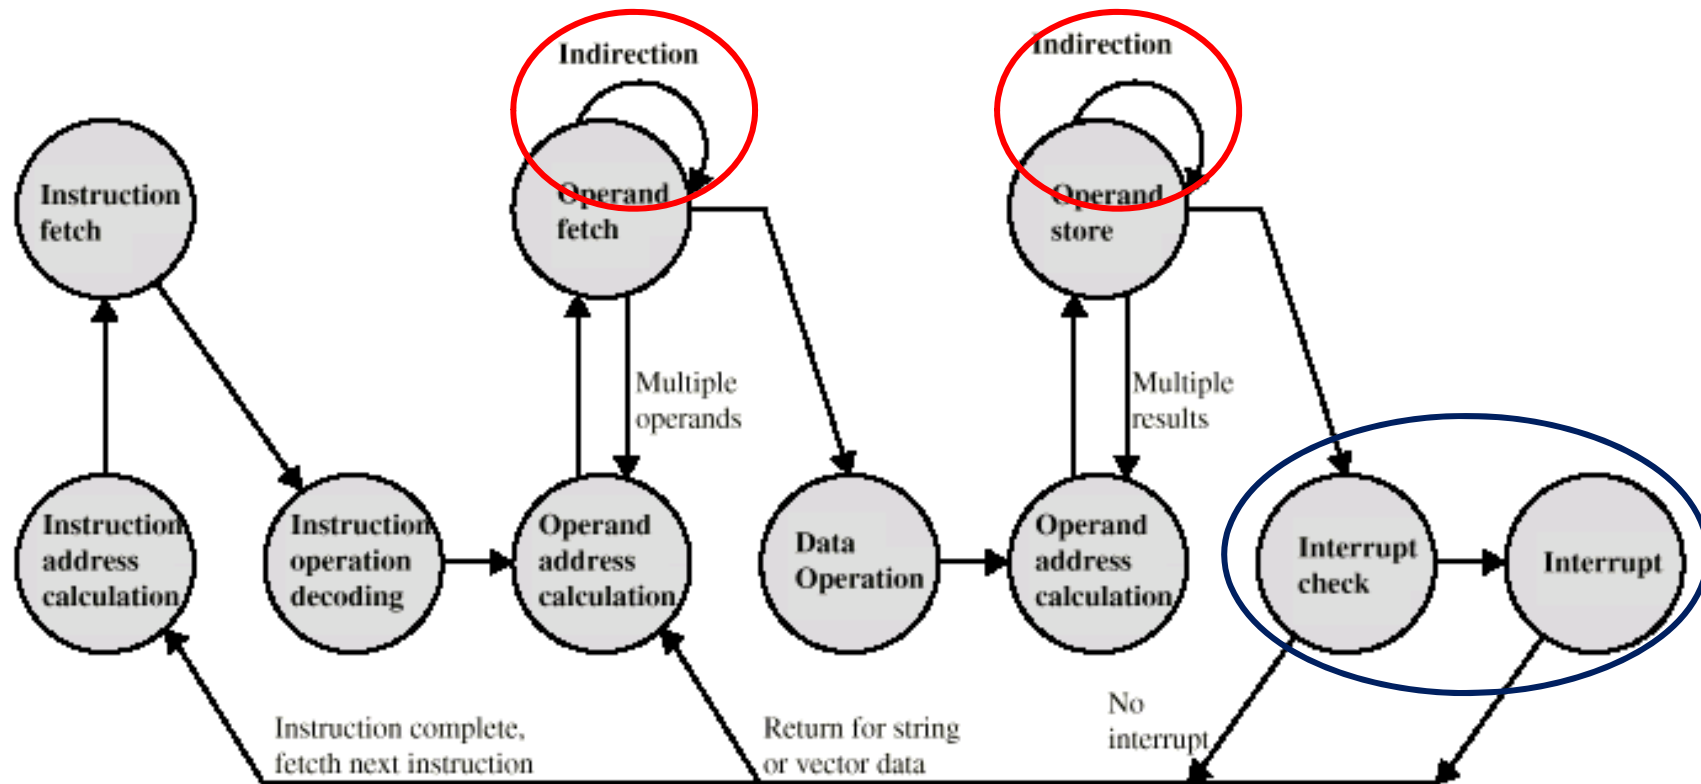 Indirection
Indirection
Instruction
fetch
Operand
fetch
Operand
store
Multiple
operands
Multiple
results
Instruction
address
calculation
Instruction
operation
decoding
Operand
address
calculation
Data
Operation
Operand
address
calculation
Interrupt
check
Interrupt
Instruction complete,
fetcth next instruction
Return for string
or vector data
No
interrupt